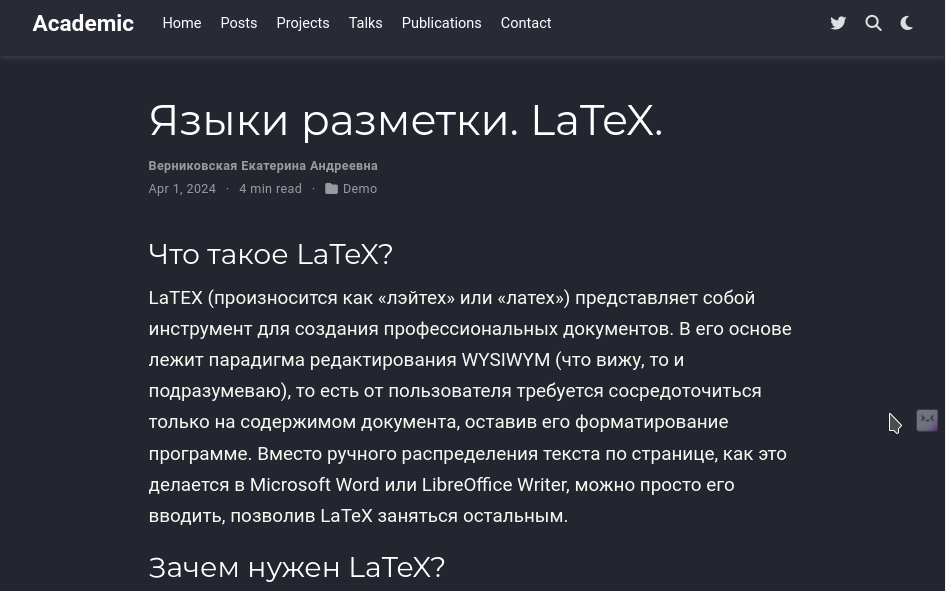 Academic Home Posts Projects Talks Publications Contact
Языки разметки. LaTeX.
Верниковская Екатерина Андреевна
Apr 1, 2024 · 4 min read · Demo
Что такое LaTeX?
LaTEX (произносится как «лэйтех» или «латех») представляет собой
инструмент для создания профессиональных документов. В его основе
лежит парадигма редактирования WYSIWYM (что вижу, то и
подразумеваю), то есть от пользователя требуется сосредоточиться
только на содержимом документа, оставив его форматирование
программе. Вместо ручного распределения текста по странице, как это
делается в Microsoft Word или LibreOffice Writer, можно просто его
вводить, позволив LaTeX заняться остальным.
Зачем нужен LaTeX?